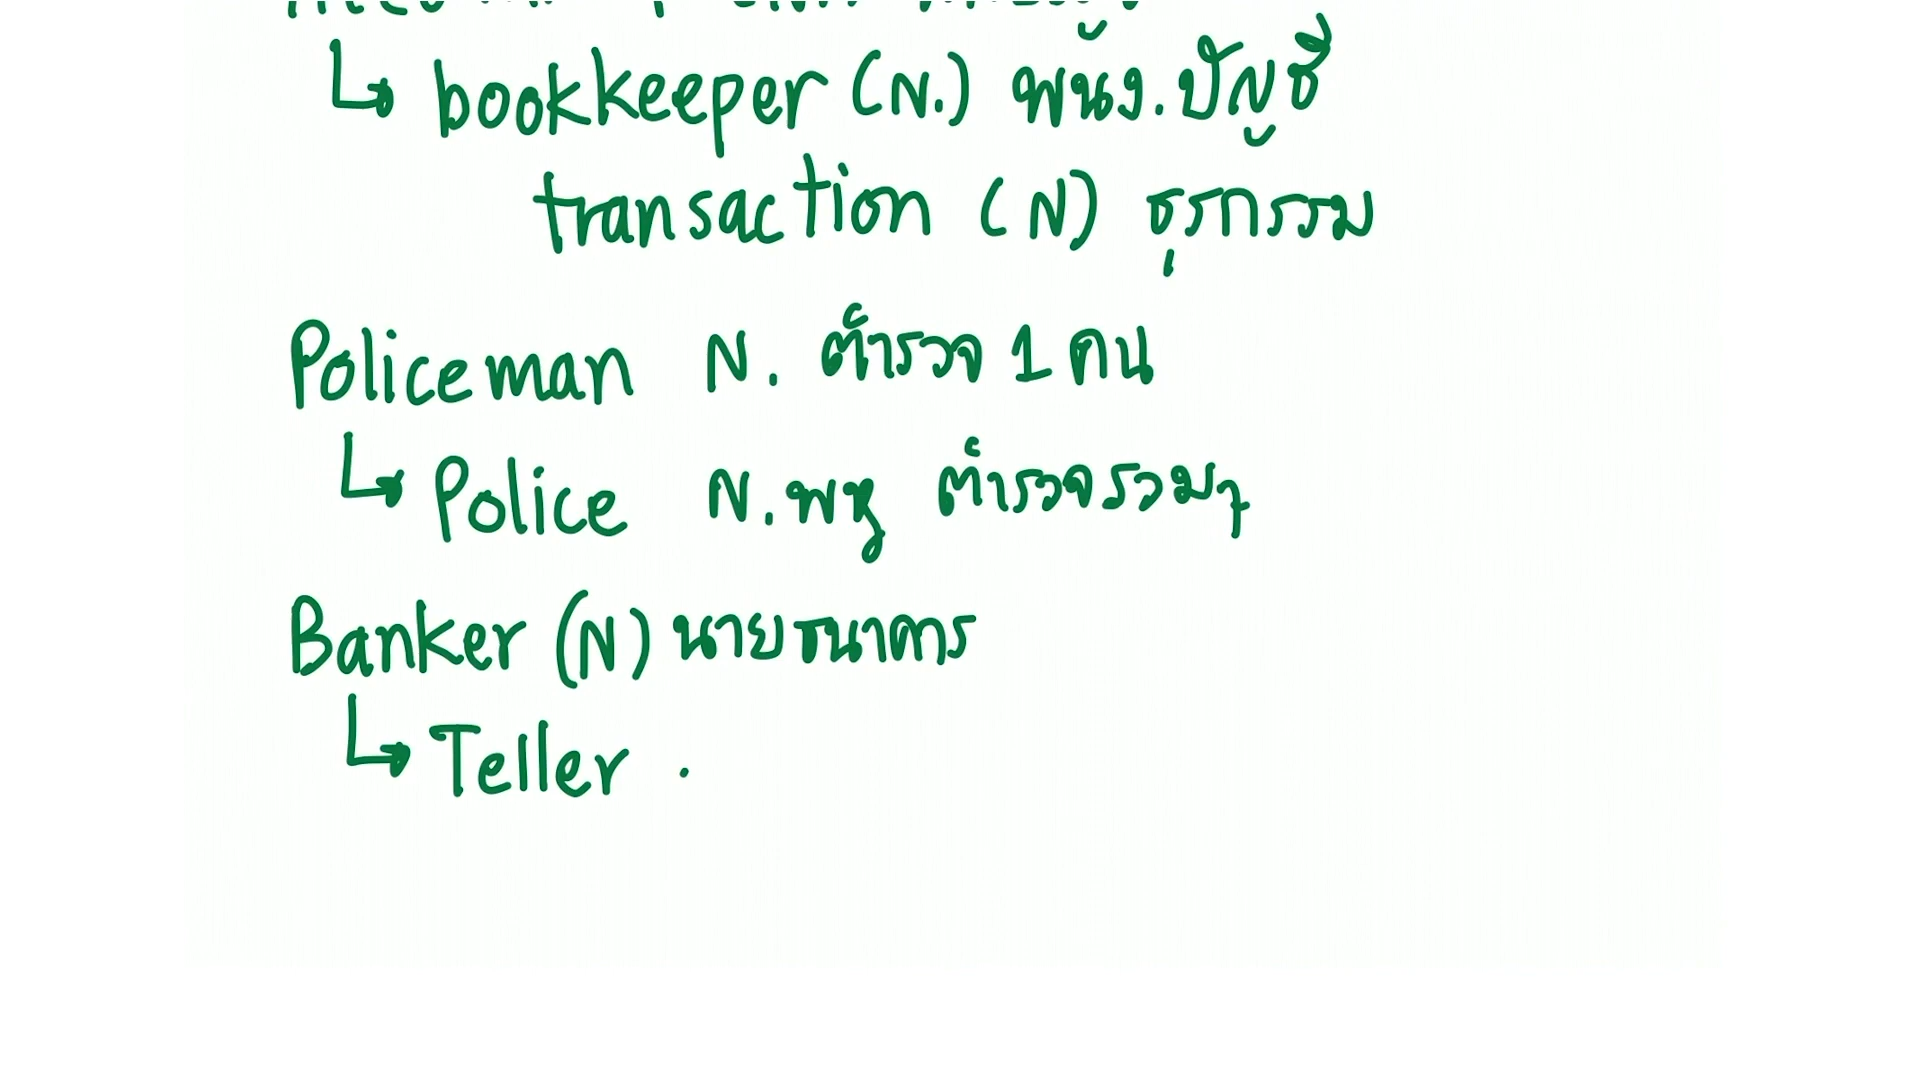 ↳ bookkeeper (N.) พนัง.บัญชี
transaction (N) ธุรกรรม
Policeman N. ตำรวจ 1 คน
↳ Police N. พหู ตำรวจรวมๆ
Banker (N) นายธนาคาร
↳ Teller .